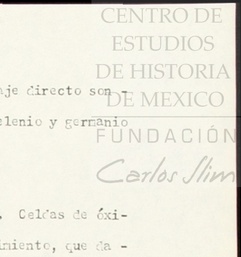 CENTRO DE
ESTUDIOS
DE HISTORIA
DE MEXICO
FUNDACIÓN
Carlos Slim
aje directo son -
elenio y germanio
. Celdas de óxi-
imiento, que da -